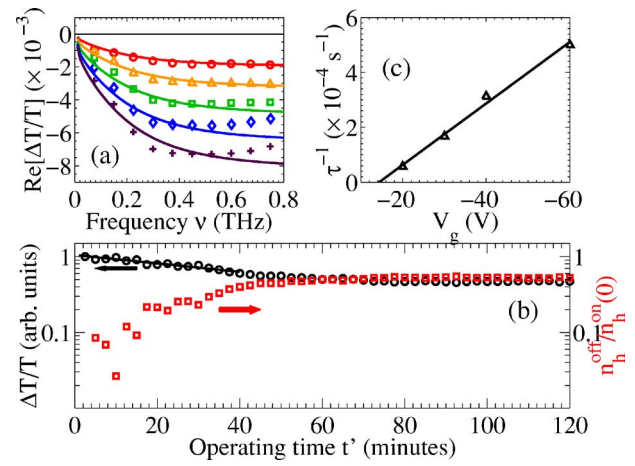 0
−2
−4
−6
−8
Re[ΔT/T] (× 10⁻³)
(a)
0 0.2 0.4 0.6 0.8
Frequency ν (THz)
6
4
2
0
τ⁻¹ (× 10⁻⁴ s⁻¹)
(c)
−20 −40 −60
V_g (V)
1
0.1
ΔT/T (arb. units)
(b)
1
0.1
n_h^off/n_h^on(0)
0 20 40 60 80 100 120
Operating time t' (minutes)